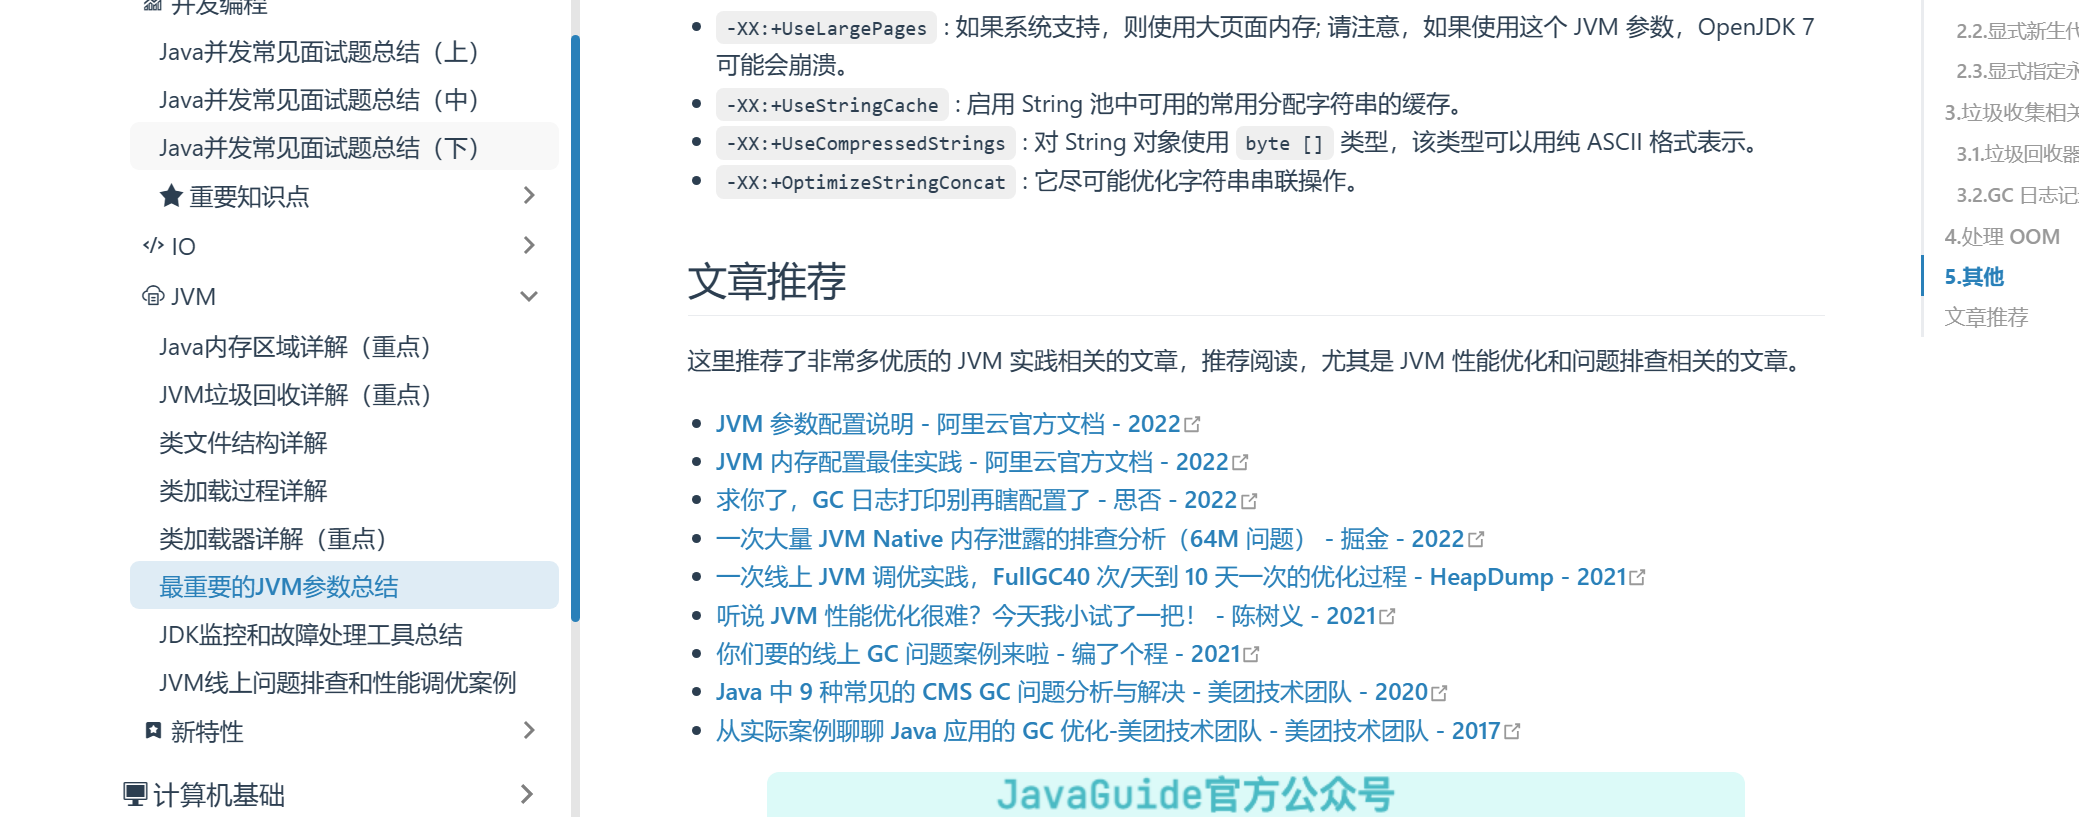 并发编程
Java并发常见面试题总结（上）
Java并发常见面试题总结（中）
Java并发常见面试题总结（下）
重要知识点
IO
JVM
Java内存区域详解（重点）
JVM垃圾回收详解（重点）
类文件结构详解
类加载过程详解
类加载器详解（重点）
最重要的JVM参数总结
JDK监控和故障处理工具总结
JVM线上问题排查和性能调优案例
新特性
计算机基础
-XX:+UseLargePages : 如果系统支持，则使用大页面内存; 请注意，如果使用这个 JVM 参数，OpenJDK 7
可能会崩溃。
-XX:+UseStringCache : 启用 String 池中可用的常用分配字符串的缓存。
-XX:+UseCompressedStrings : 对 String 对象使用 byte [] 类型，该类型可以用纯 ASCII 格式表示。
-XX:+OptimizeStringConcat : 它尽可能优化字符串串联操作。
文章推荐
这里推荐了非常多优质的 JVM 实践相关的文章，推荐阅读，尤其是 JVM 性能优化和问题排查相关的文章。
JVM 参数配置说明 - 阿里云官方文档 - 2022
JVM 内存配置最佳实践 - 阿里云官方文档 - 2022
求你了，GC 日志打印别再瞎配置了 - 思否 - 2022
一次大量 JVM Native 内存泄露的排查分析（64M 问题） - 掘金 - 2022
一次线上 JVM 调优实践，FullGC40 次/天到 10 天一次的优化过程 - HeapDump - 2021
听说 JVM 性能优化很难？今天我小试了一把！ - 陈树义 - 2021
你们要的线上 GC 问题案例来啦 - 编了个程 - 2021
Java 中 9 种常见的 CMS GC 问题分析与解决 - 美团技术团队 - 2020
从实际案例聊聊 Java 应用的 GC 优化-美团技术团队 - 美团技术团队 - 2017
JavaGuide官方公众号
2.2.显式新生代
2.3.显式指定永
3.垃圾收集相关
3.1.垃圾回收器
3.2.GC 日志记
4.处理 OOM
5.其他
文章推荐